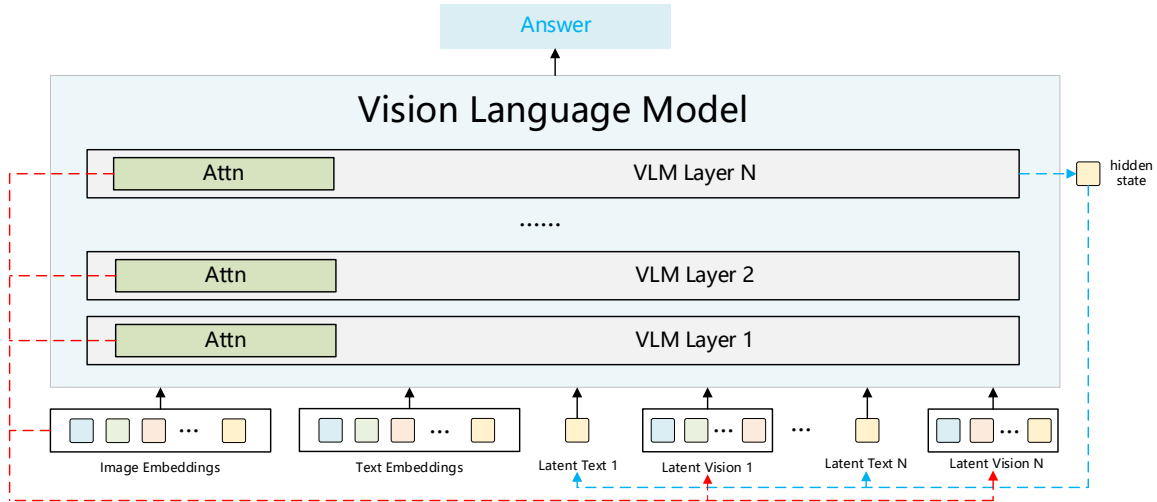 Answer
Vision Language Model
Attn
VLM Layer N
hidden
state
......
Attn
VLM Layer 2
Attn
VLM Layer 1
...
...
...
...
...
Image Embeddings
Text Embeddings
Latent Text 1
Latent Vision 1
Latent Text N
Latent Vision N